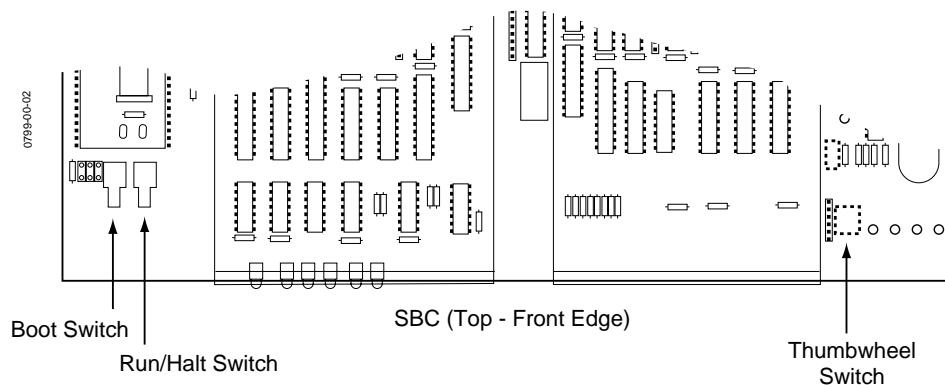 0799-00-02
Boot Switch
Run/Halt Switch
SBC (Top - Front Edge)
Thumbwheel
Switch